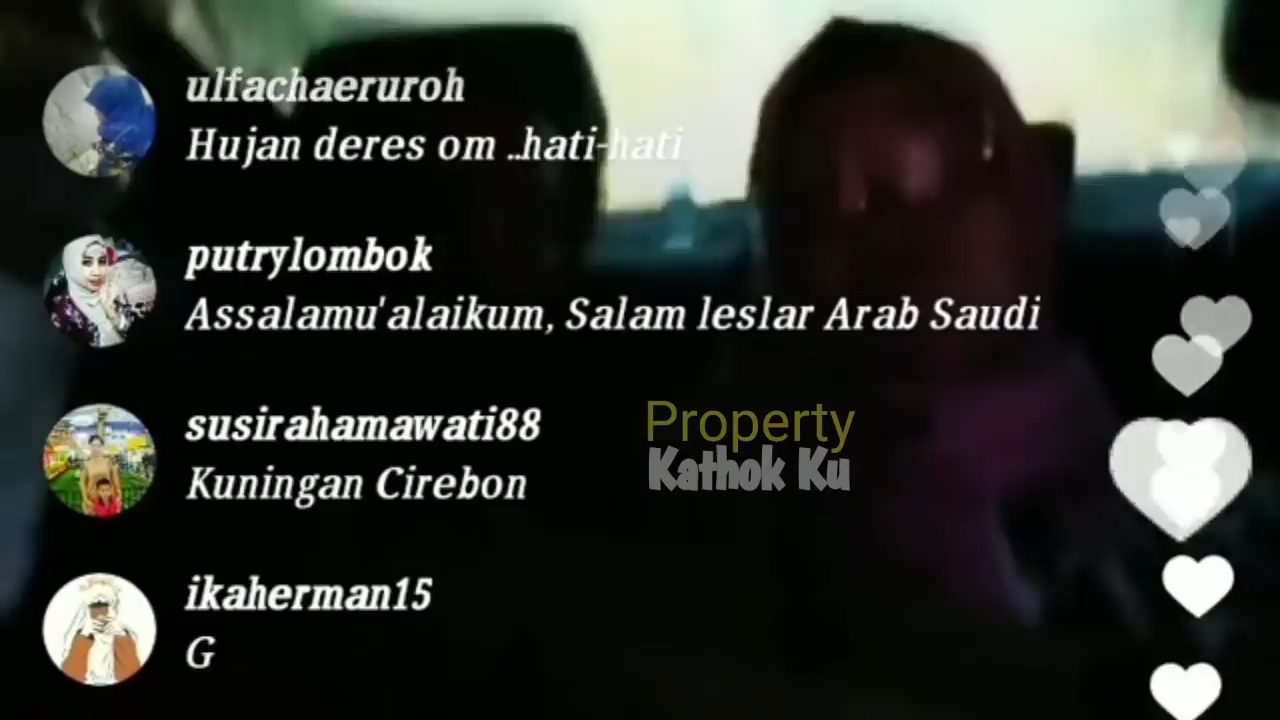 ulfachaeruroh
Hujan deres om ..hati-hati
putrylombok
Assalamu'alaikum, Salam leslar Arab Saudi
susirahamawati88
Kuningan Cirebon
Property
Kathok Ku
ikaherman15
G